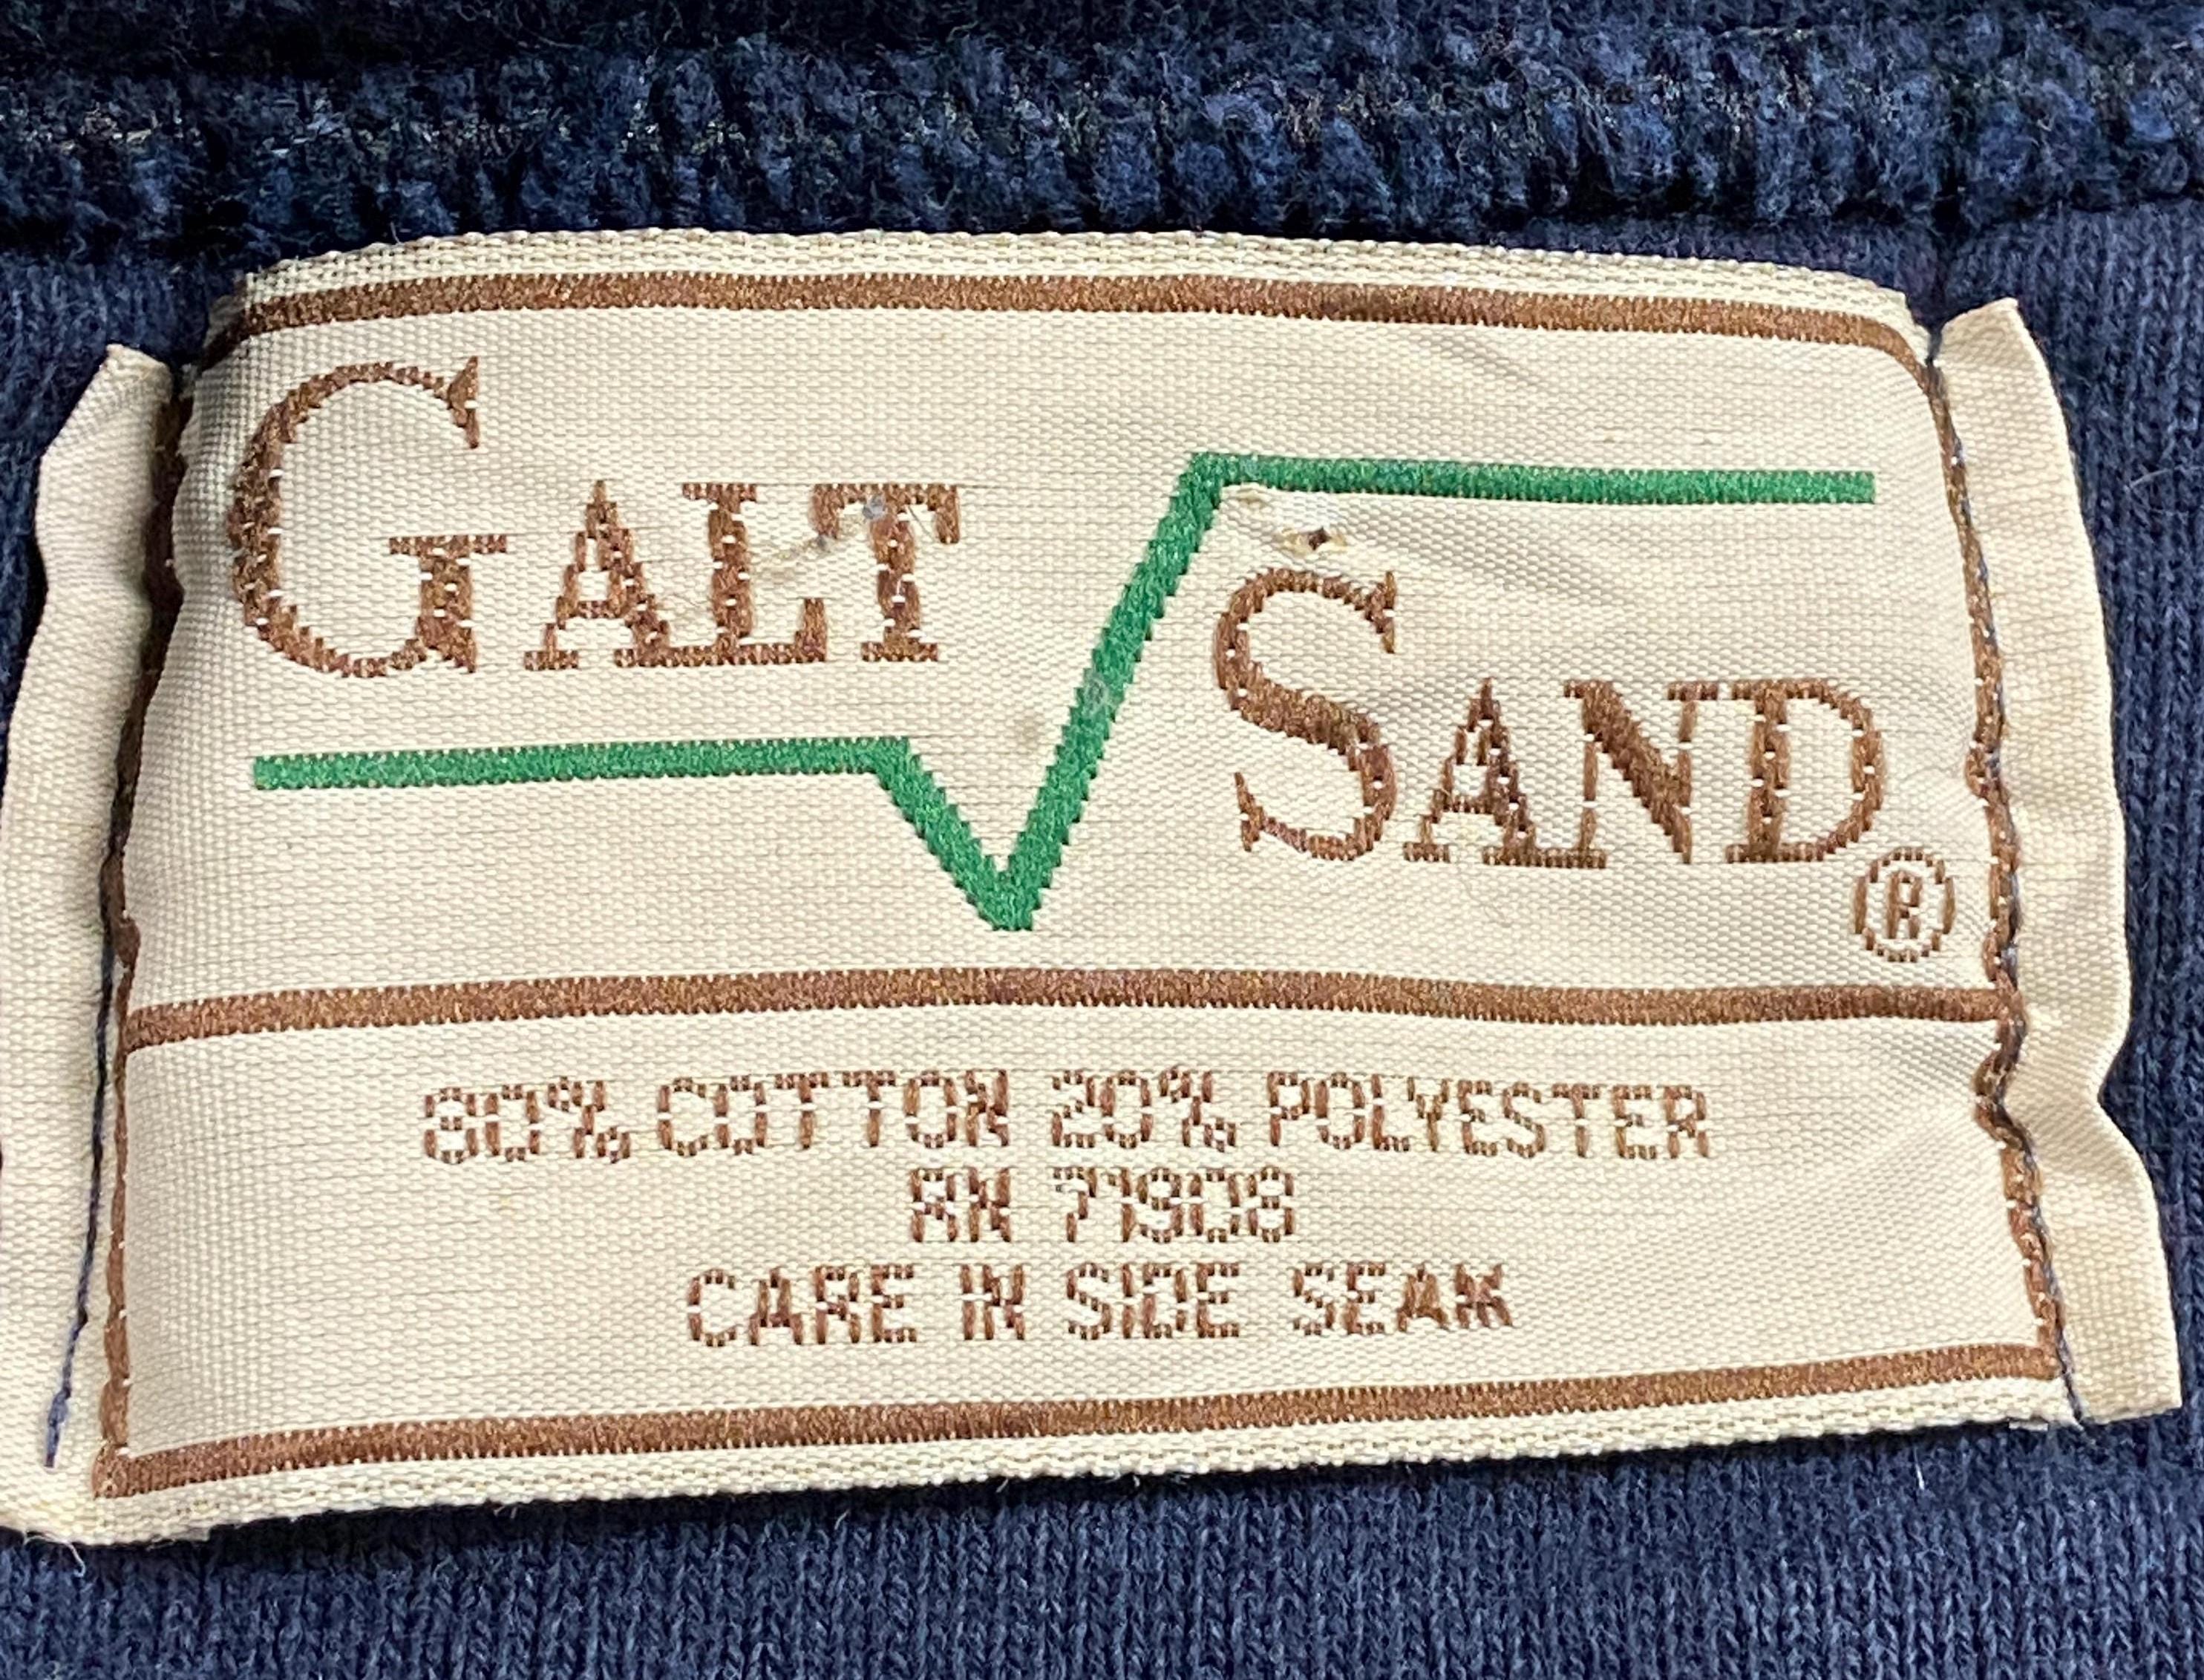 GALT
SAND®
80% COTTON 20% POLYESTER
RN 71908
CARE IN SIDE SEAM